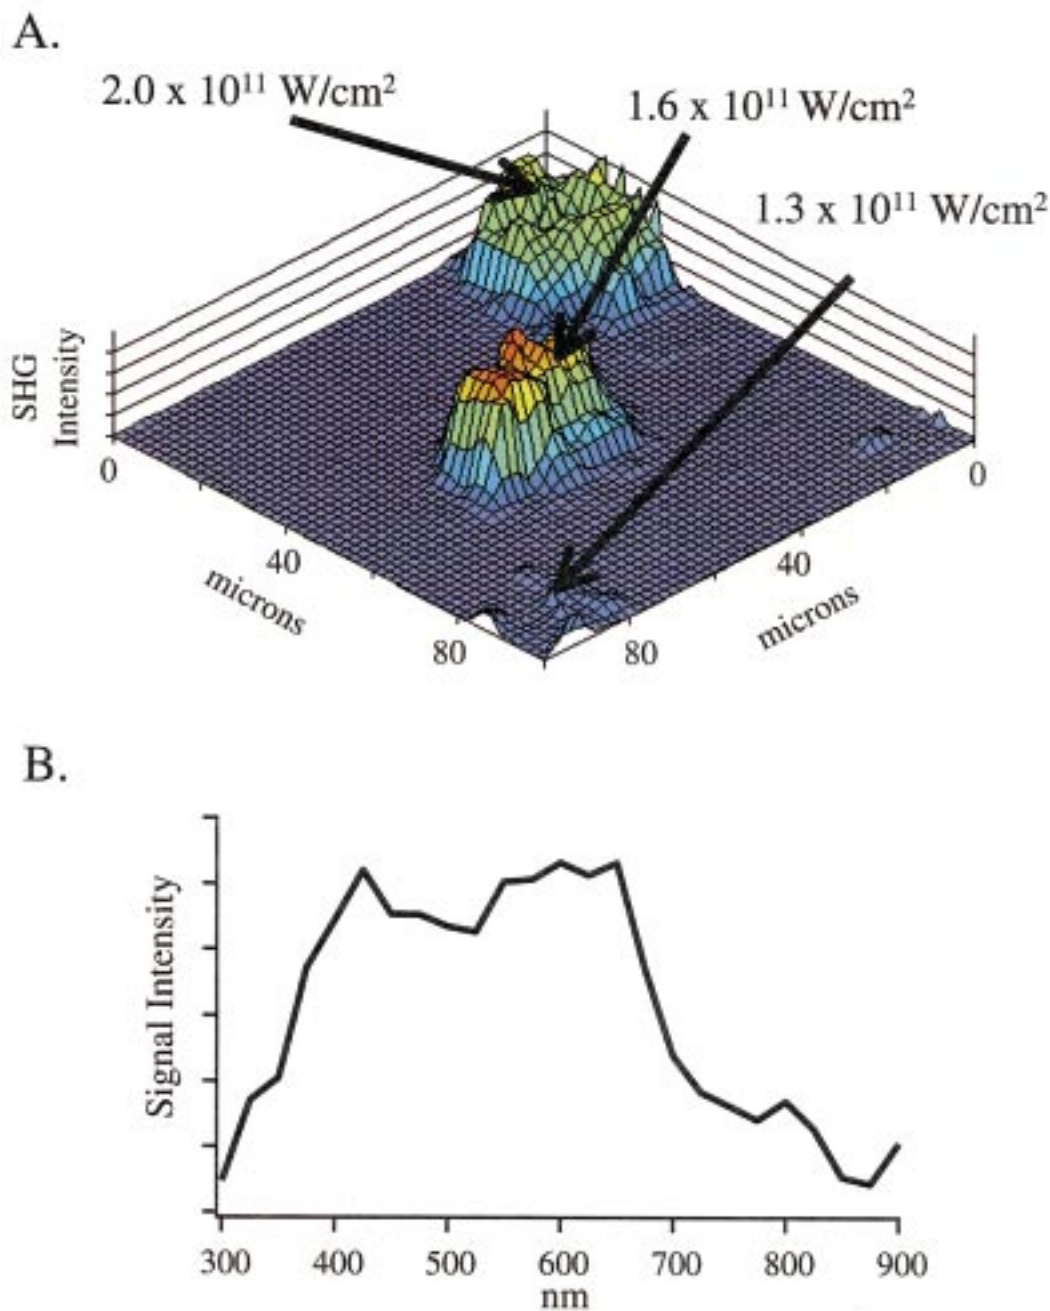 A.
2.0 x 10¹¹ W/cm²
1.6 x 10¹¹ W/cm²
1.3 x 10¹¹ W/cm²
SHG
Intensity
0
0
40
40
microns
microns
80
80
B.
Signal Intensity
300 400 500 600 700 800 900
nm